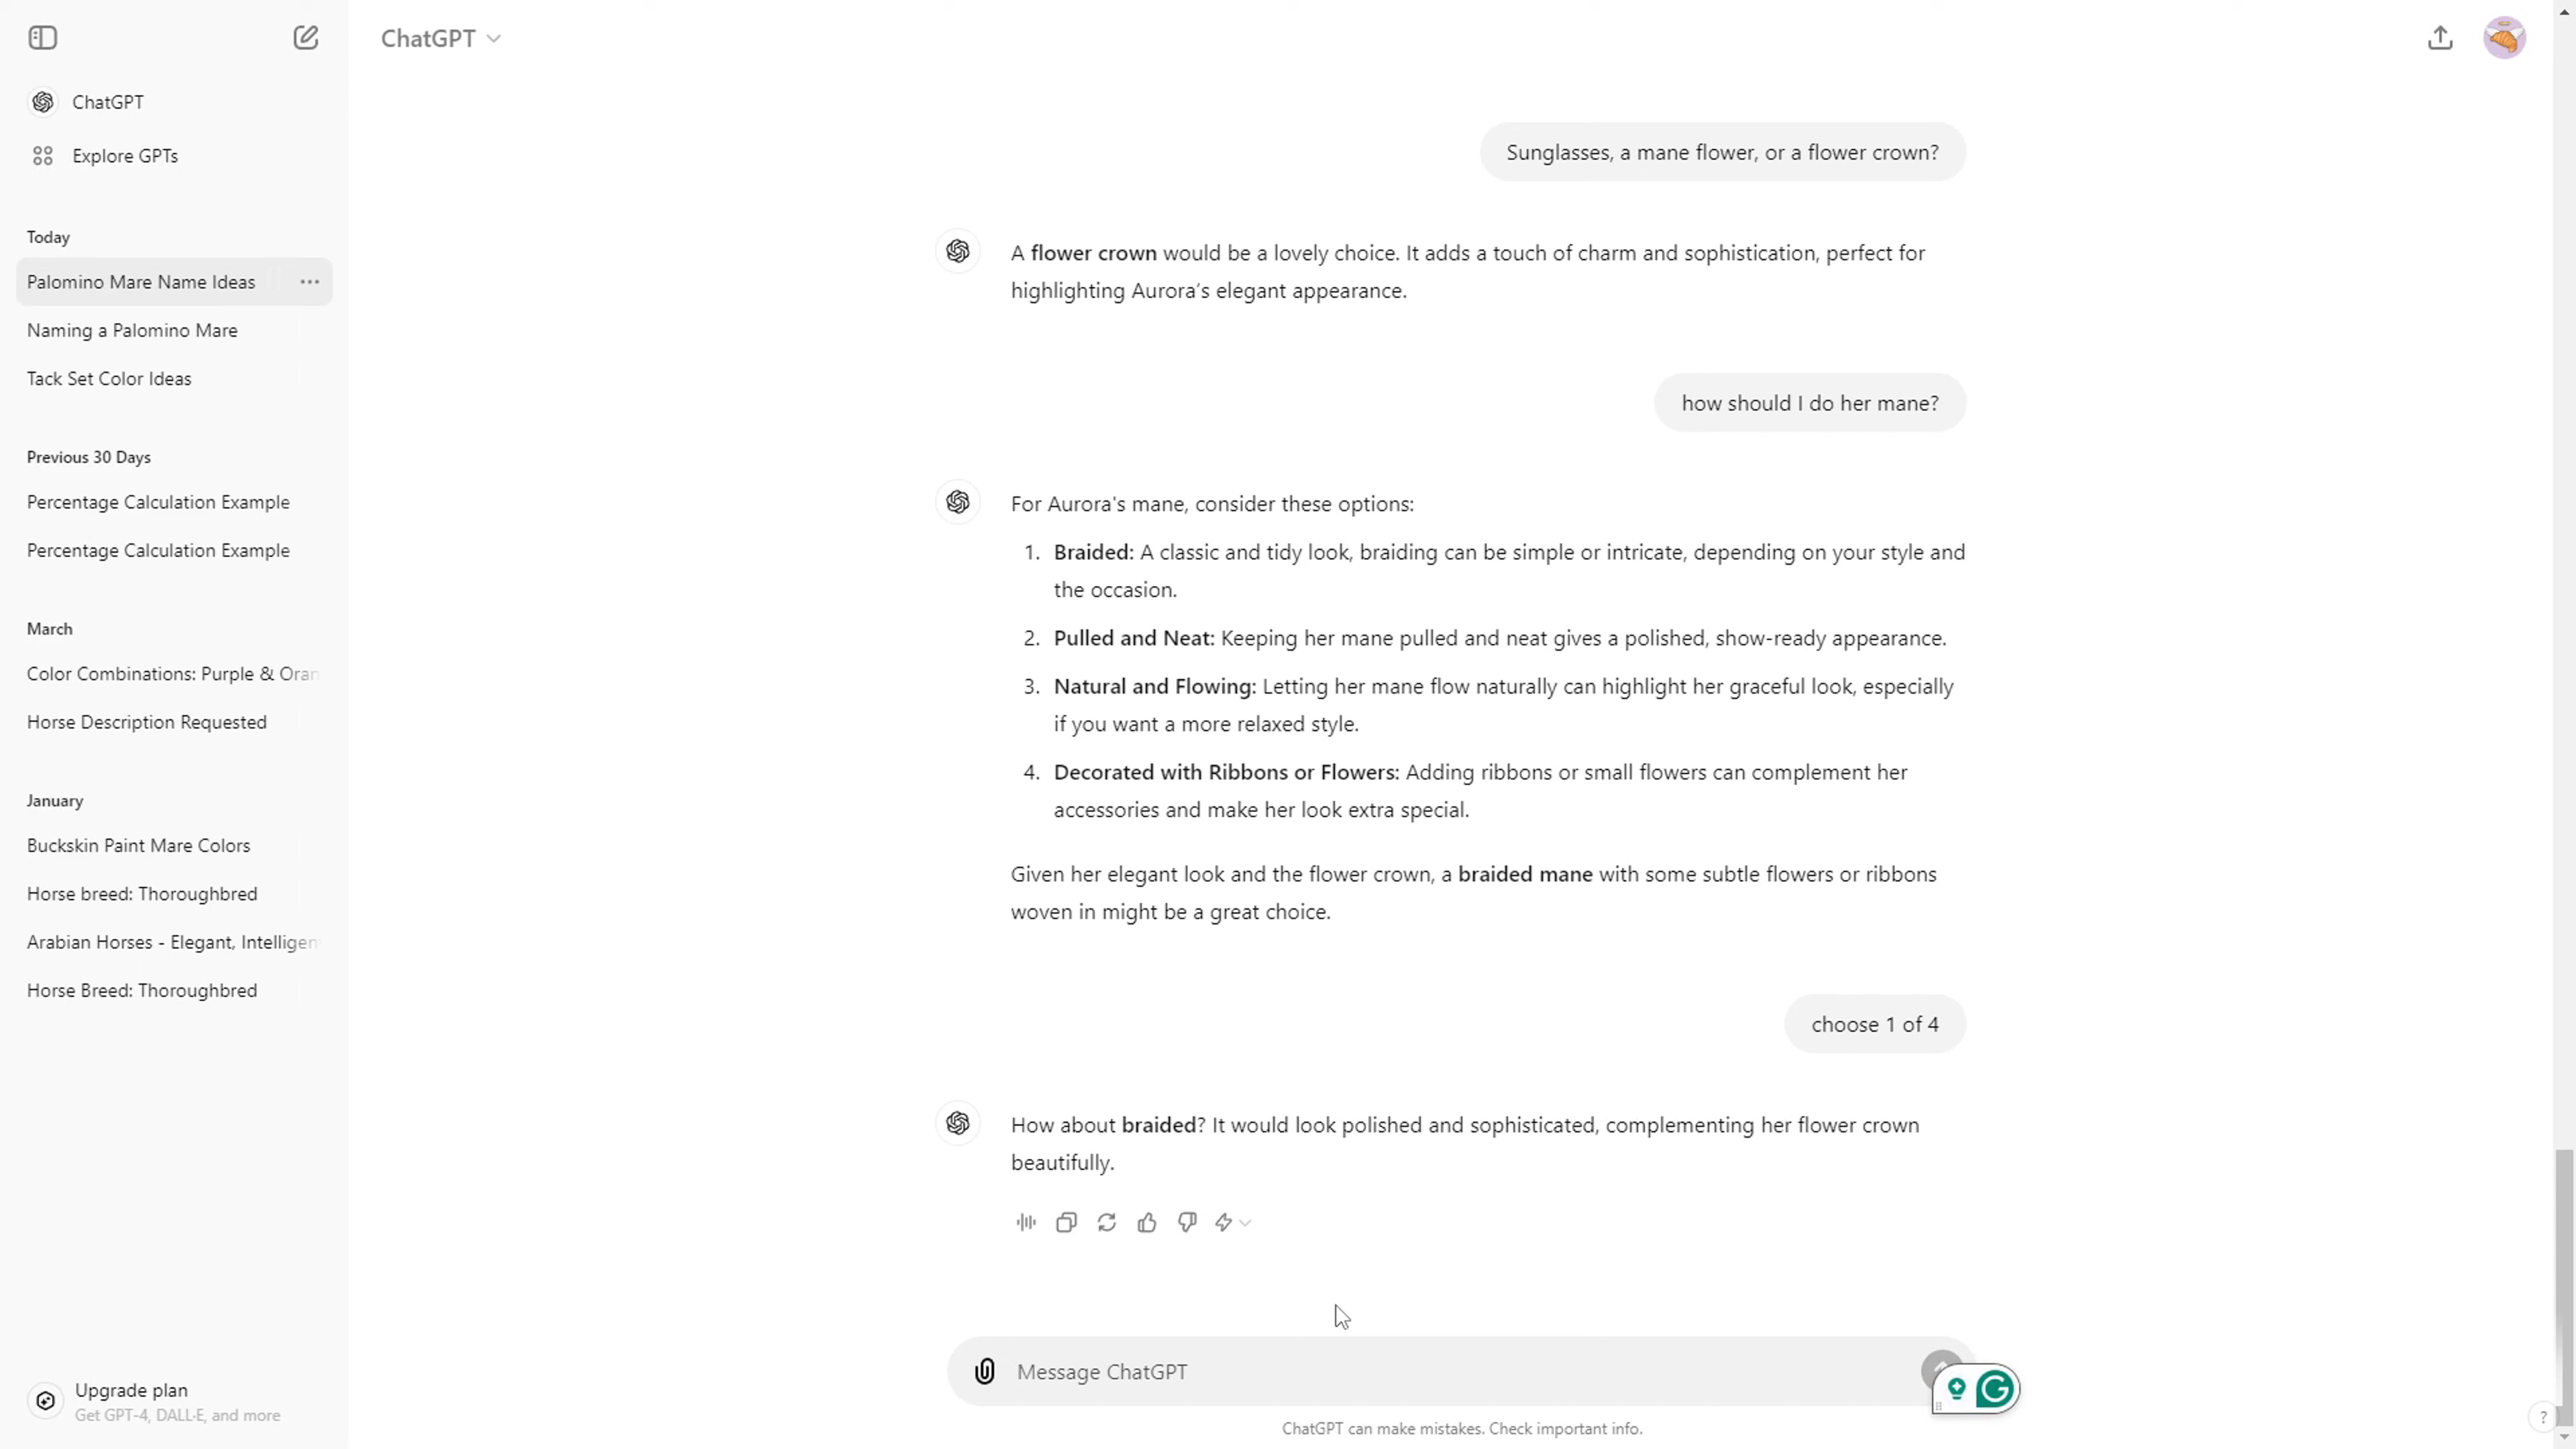 ChatGPT
ChatGPT
Explore GPTs
Today
Palomino Mare Name Ideas
Naming a Palomino Mare
Tack Set Color Ideas
Previous 30 Days
Percentage Calculation Example
Percentage Calculation Example
March
Color Combinations: Purple & Oran
Horse Description Requested
January
Buckskin Paint Mare Colors
Horse breed: Thoroughbred
Arabian Horses - Elegant, Intelligen
Horse Breed: Thoroughbred
Upgrade plan
Get GPT-4, DALL·E, and more
Sunglasses, a mane flower, or a flower crown?
A flower crown would be a lovely choice. It adds a touch of charm and sophistication, perfect for
highlighting Aurora's elegant appearance.
how should I do her mane?
For Aurora's mane, consider these options:
1. Braided: A classic and tidy look, braiding can be simple or intricate, depending on your style and
the occasion.
2. Pulled and Neat: Keeping her mane pulled and neat gives a polished, show-ready appearance.
3. Natural and Flowing: Letting her mane flow naturally can highlight her graceful look, especially
if you want a more relaxed style.
4. Decorated with Ribbons or Flowers: Adding ribbons or small flowers can complement her
accessories and make her look extra special.
Given her elegant look and the flower crown, a braided mane with some subtle flowers or ribbons
woven in might be a great choice.
choose 1 of 4
How about braided? It would look polished and sophisticated, complementing her flower crown
beautifully.
Message ChatGPT
G
ChatGPT can make mistakes. Check important info.
?